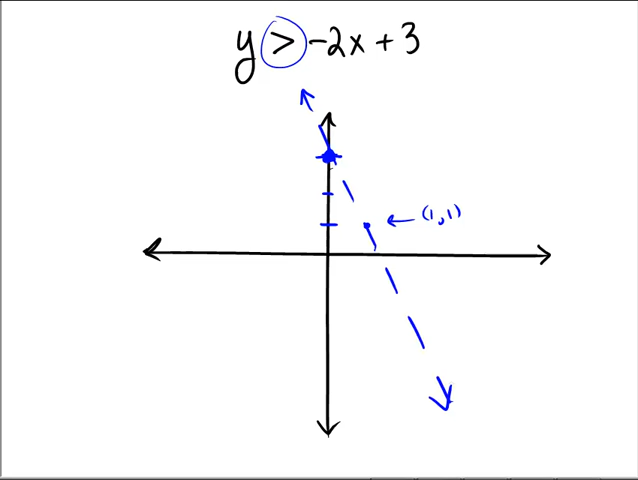 y > -2x + 3
(1,1)